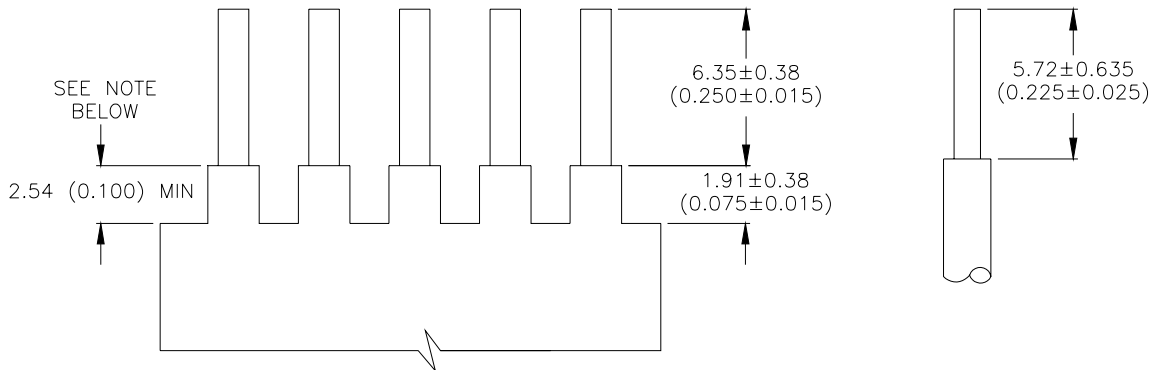 SEE NOTE
BELOW
2.54 (0.100) MIN
6.35±0.38
(0.250±0.015)
1.91±0.38
(0.075±0.015)
5.72±0.635
(0.225±0.025)